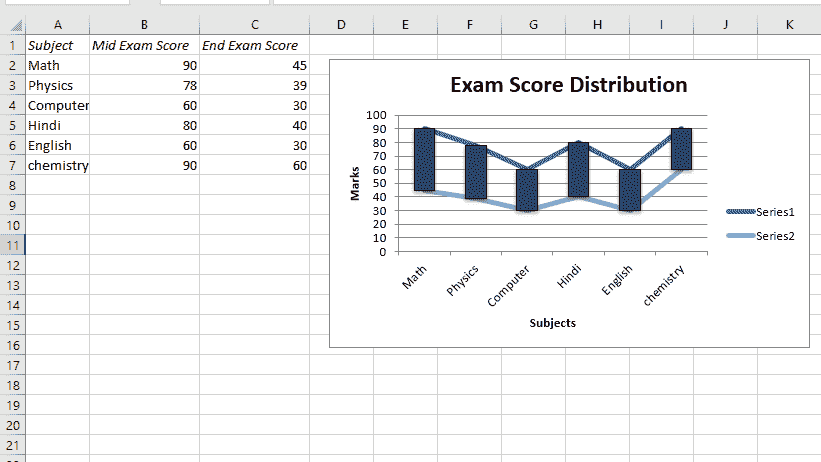 A B C D E F G H I J K
1 Subject Mid Exam Score End Exam Score
2 Math 90 45
3 Physics 78 39
4 Computer 60 30
5 Hindi 80 40
6 English 60 30
7 chemistry 90 60
8
9
10
11
12
13
14
15
16
17
18
19
20
21
Exam Score Distribution
Marks
100
90
80
70
60
50
40
30
20
10
0
Math Physics Computer Hindi English chemistry
Subjects
Series1
Series2